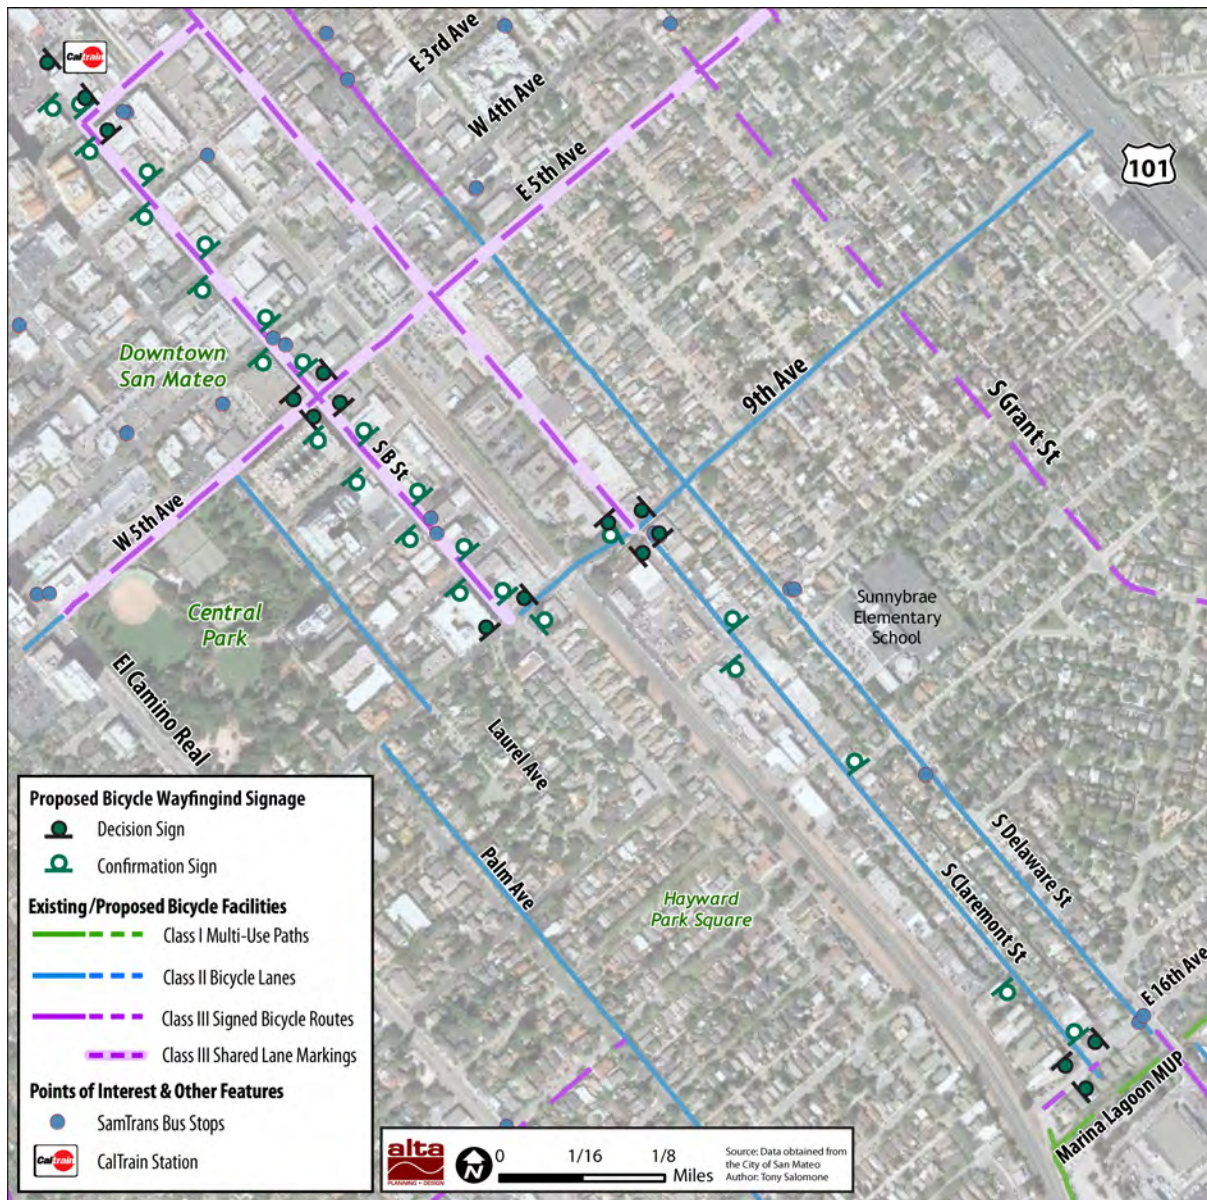 Caltrain
E 3rd Ave
W 4th Ave
E 5th Ave
101
Downtown
San Mateo
9th Ave
S Grant St
S B St
W 5th Ave
Sunnybrae
Elementary
School
Central
Park
El Camino Real
Laurel Ave
Palm Ave
Hayward
Park Square
S Delaware St
S Claremont St
E 16th Ave
Marina Lagoon MUP
Proposed Bicycle Wayfingind Signage
Decision Sign
Confirmation Sign
Existing/Proposed Bicycle Facilities
Class I Multi-Use Paths
Class II Bicycle Lanes
Class III Signed Bicycle Routes
Class III Shared Lane Markings
Points of Interest & Other Features
SamTrans Bus Stops
Caltrain
CalTrain Station
alta
PLANNING + DESIGN
N
0 1/16 1/8
Miles
Source: Data obtained from
the City of San Mateo
Author: Tony Salomone